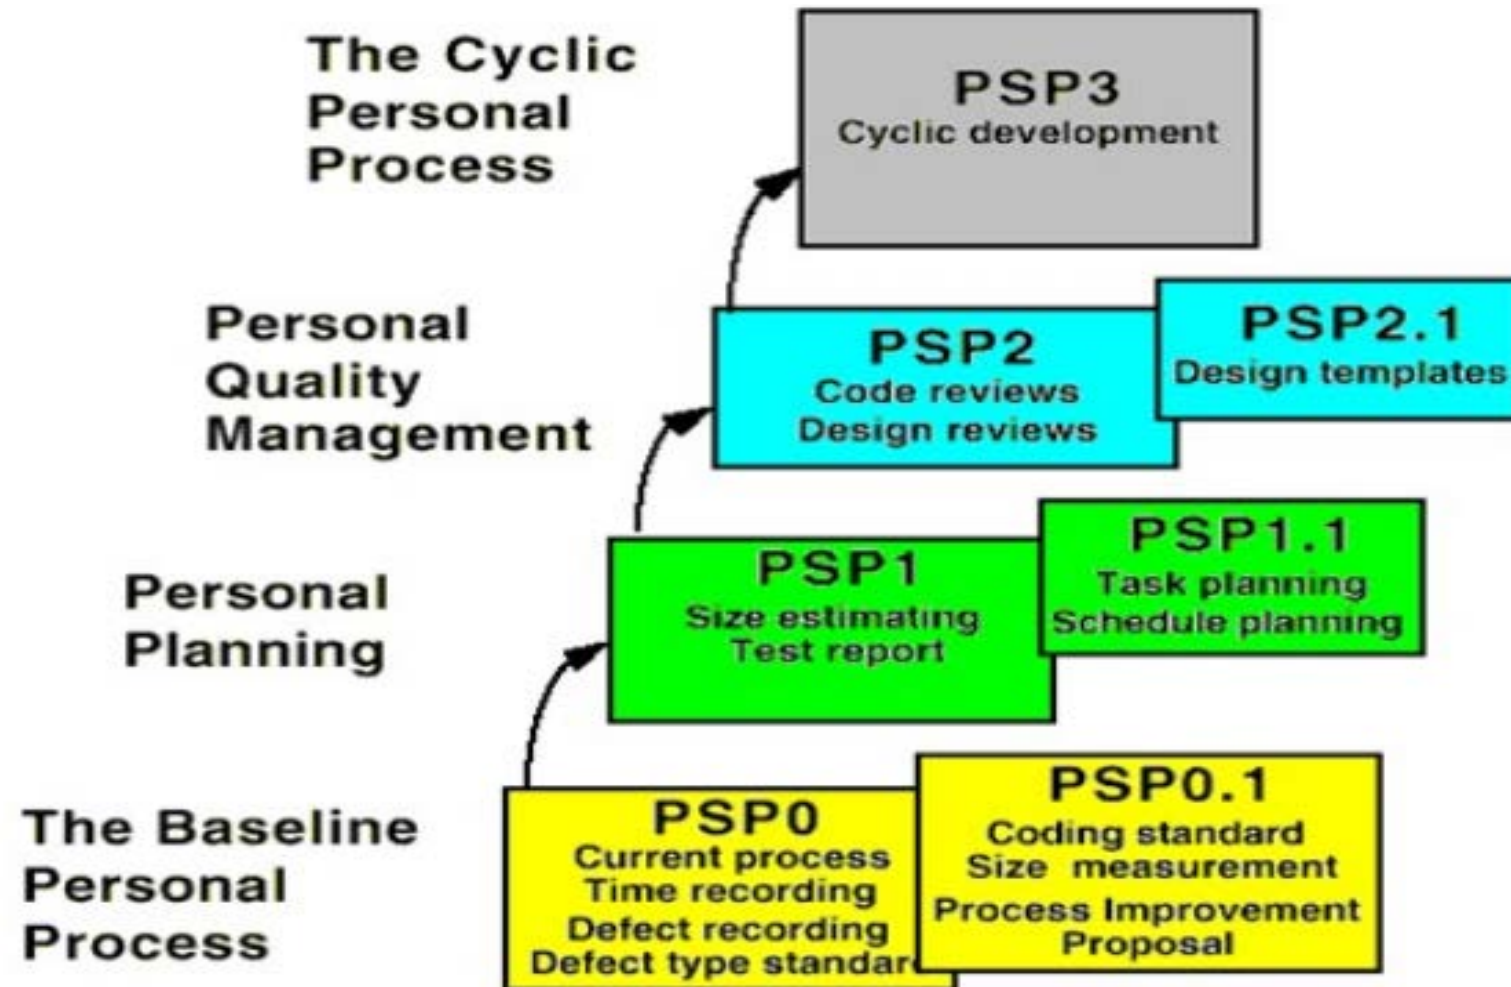 The Cyclic
Personal
Process
PSP3
Cyclic development
Personal
Quality
Management
PSP2
Code reviews
Design reviews
PSP2.1
Design templates
Personal
Planning
PSP1
Size estimating
Test report
PSP1.1
Task planning
Schedule planning
The Baseline
Personal
Process
PSP0
Current process
Time recording
Defect recording
Defect type standard
PSP0.1
Coding standard
Size measurement
Process Improvement
Proposal